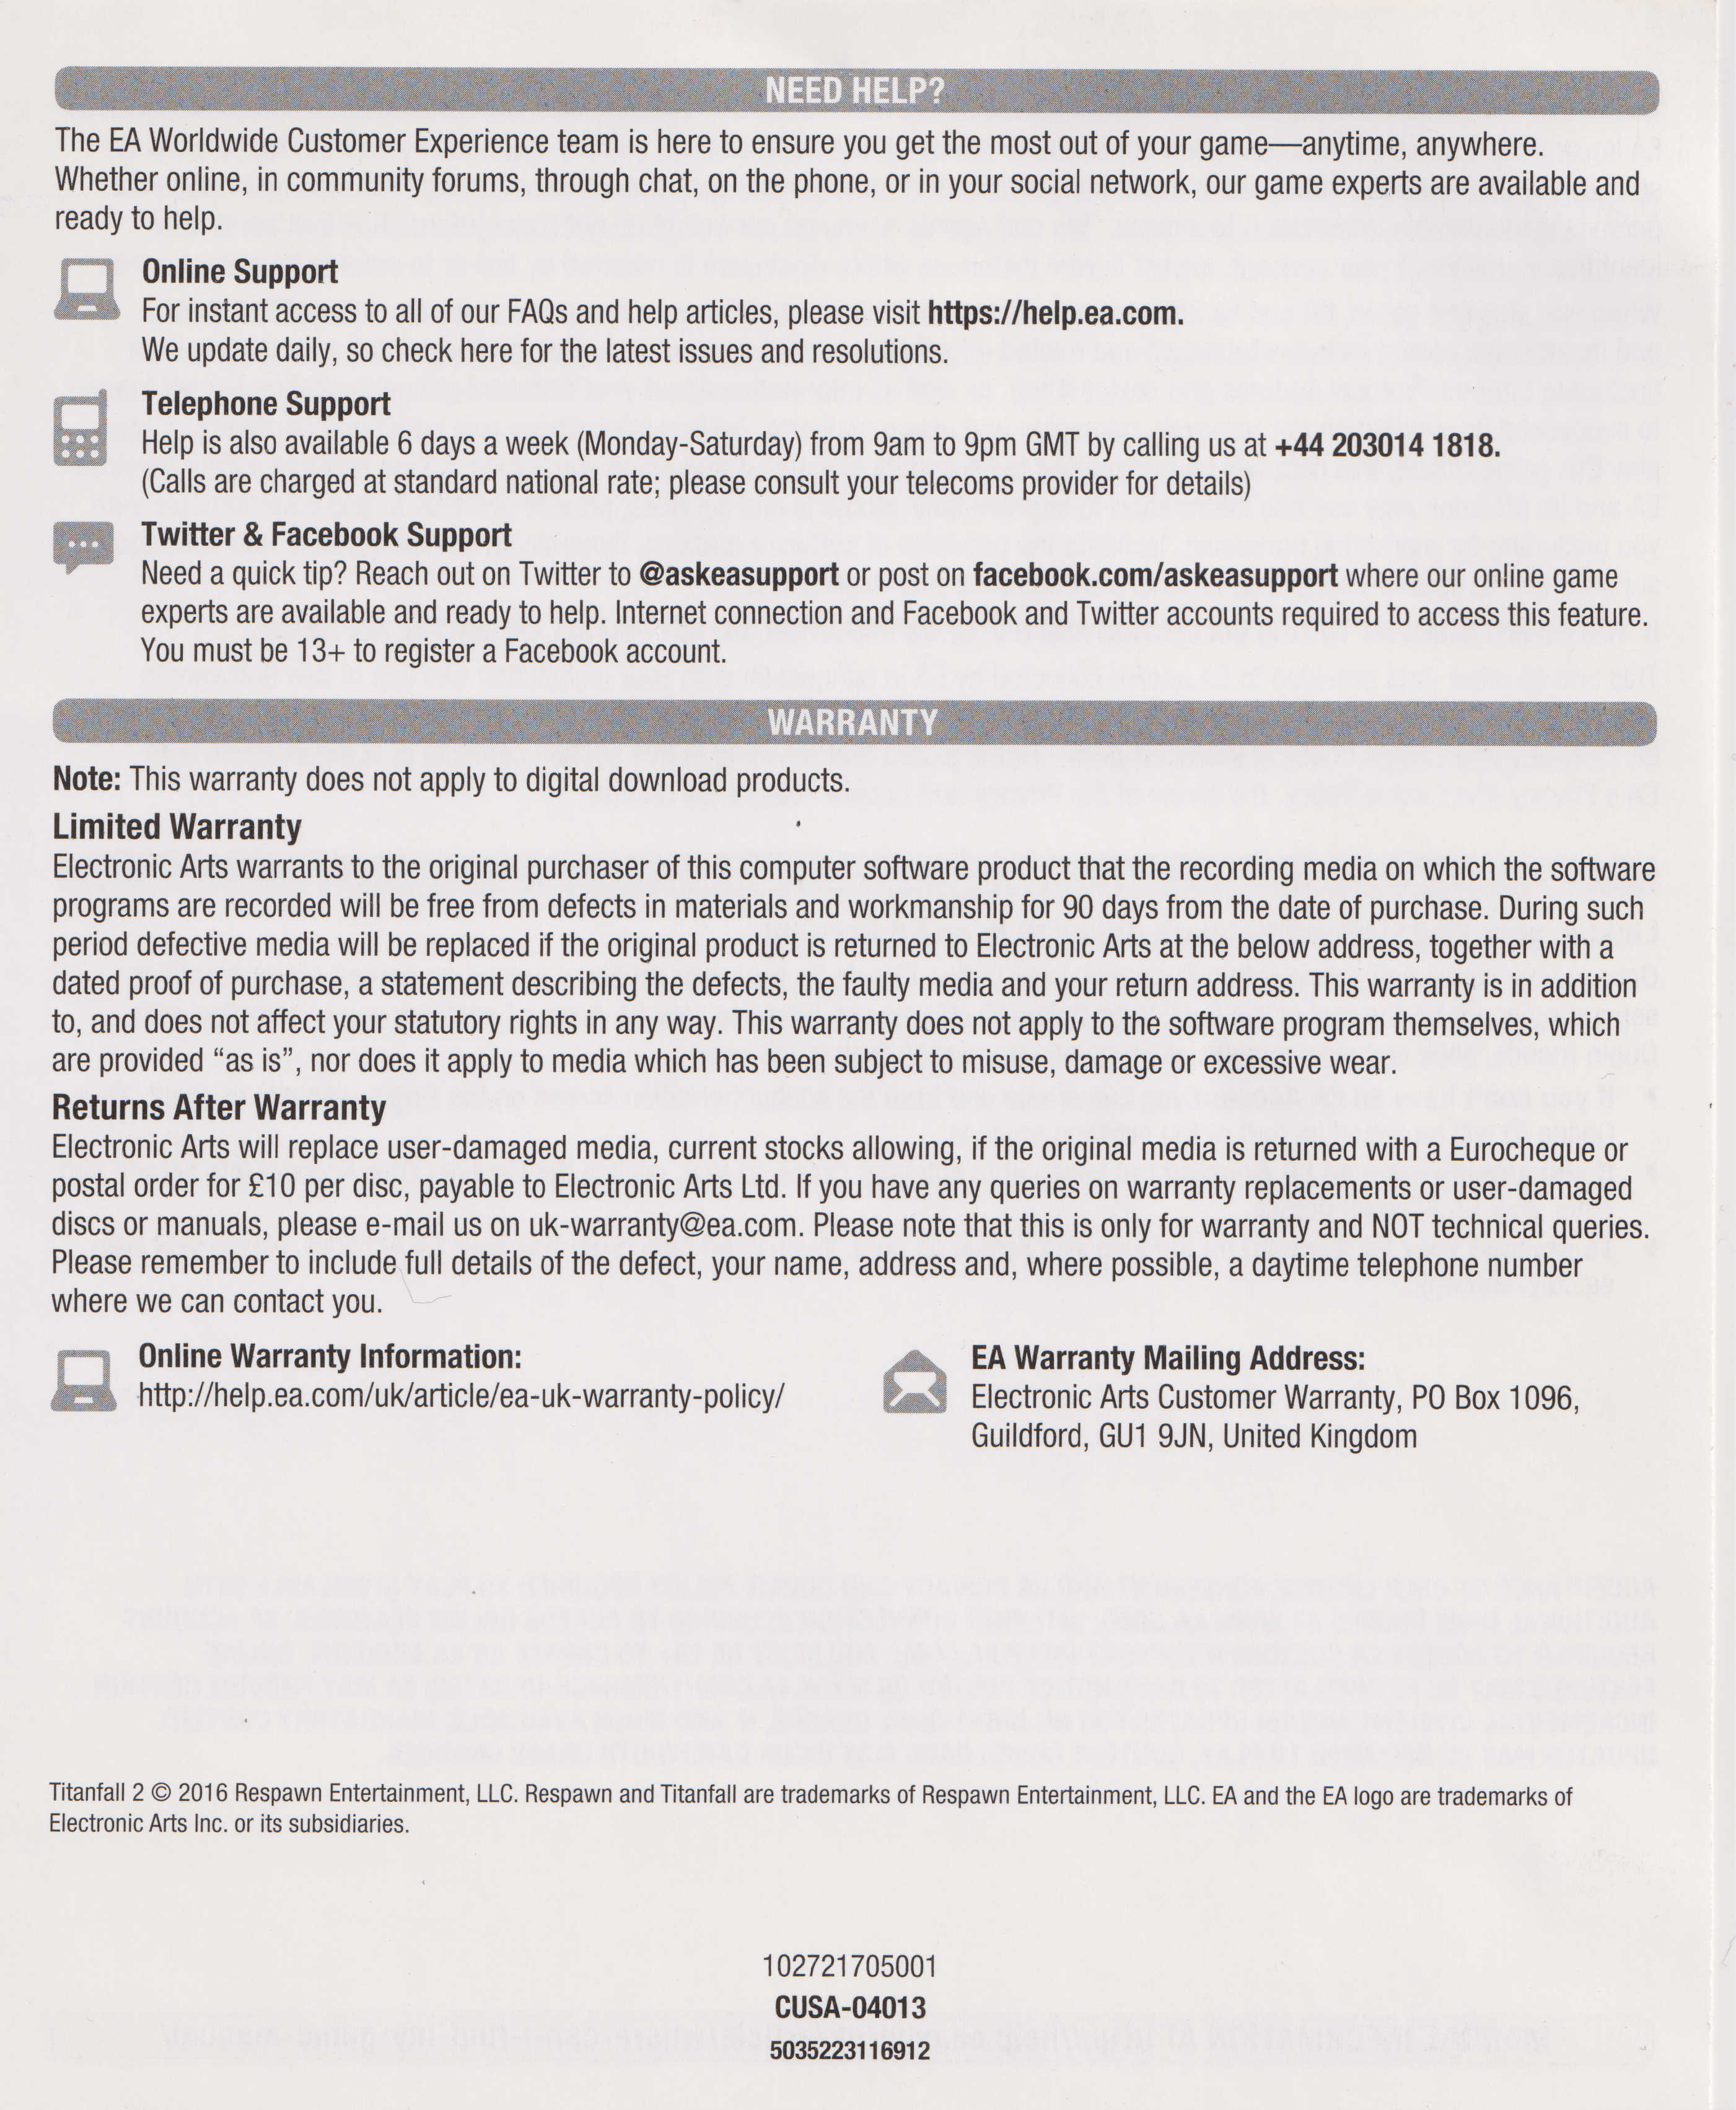 NEED HELP?
The EA Worldwide Customer Experience team is here to ensure you get the most out of your game—anytime, anywhere.
Whether online, in community forums, through chat, on the phone, or in your social network, our game experts are available and
ready to help.
Online Support
For instant access to all of our FAQs and help articles, please visit https://help.ea.com.
We update daily, so check here for the latest issues and resolutions.
Telephone Support
Help is also available 6 days a week (Monday-Saturday) from 9am to 9pm GMT by calling us at +44 203014 1818.
(Calls are charged at standard national rate; please consult your telecoms provider for details)
Twitter & Facebook Support
Need a quick tip? Reach out on Twitter to @askeasupport or post on facebook.com/askeasupport where our online game
experts are available and ready to help. Internet connection and Facebook and Twitter accounts required to access this feature.
You must be 13+ to register a Facebook account.
WARRANTY
Note: This warranty does not apply to digital download products.
Limited Warranty
Electronic Arts warrants to the original purchaser of this computer software product that the recording media on which the software
programs are recorded will be free from defects in materials and workmanship for 90 days from the date of purchase. During such
period defective media will be replaced if the original product is returned to Electronic Arts at the below address, together with a
dated proof of purchase, a statement describing the defects, the faulty media and your return address. This warranty is in addition
to, and does not affect your statutory rights in any way. This warranty does not apply to the software program themselves, which
are provided “as is”, nor does it apply to media which has been subject to misuse, damage or excessive wear.
Returns After Warranty
Electronic Arts will replace user-damaged media, current stocks allowing, if the original media is returned with a Eurocheque or
postal order for £10 per disc, payable to Electronic Arts Ltd. If you have any queries on warranty replacements or user-damaged
discs or manuals, please e-mail us on uk-warranty@ea.com. Please note that this is only for warranty and NOT technical queries.
Please remember to include full details of the defect, your name, address and, where possible, a daytime telephone number
where we can contact you.
Online Warranty Information:
http://help.ea.com/uk/article/ea-uk-warranty-policy/
EA Warranty Mailing Address:
Electronic Arts Customer Warranty, PO Box 1096,
Guildford, GU1 9JN, United Kingdom
Titanfall 2 © 2016 Respawn Entertainment, LLC. Respawn and Titanfall are trademarks of Respawn Entertainment, LLC. EA and the EA logo are trademarks of
Electronic Arts Inc. or its subsidiaries.
102721705001
CUSA-04013
5035223116912